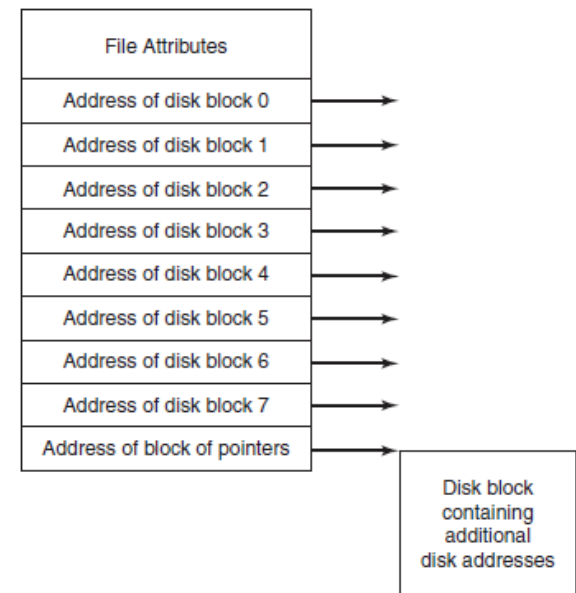 File Attributes
Address of disk block 0
Address of disk block 1
Address of disk block 2
Address of disk block 3
Address of disk block 4
Address of disk block 5
Address of disk block 6
Address of disk block 7
Address of block of pointers
Disk block
containing
additional
disk addresses